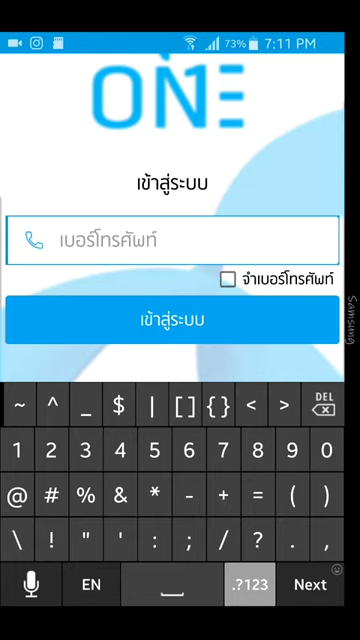 73% 7:11 PM
ONE
เข้าสู่ระบบ
เบอร์โทรศัพท์
จำเบอร์โทรศัพท์
เข้าสู่ระบบ
Samsung
~ ^ _ $ | [] {} < > DEL
1 2 3 4 5 6 7 8 9 0
@ # % & * - + = ( )
\ ! " ' : ; / ? . ,
EN .?123 Next